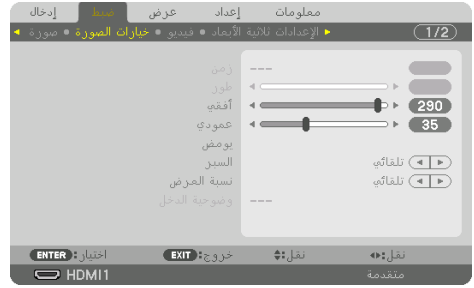 إدخال ضبط عرض إعداد معلومات
صورة • خيارات الصورة • فيديو • الإعدادات ثلاثية الأبعاد 1/2
زمن ---
طور
أفقي 290
عمودي 35
يومض
السير تلقائي
نسبة العرض تلقائي
وضوحية الدخل ---
ENTER :اختيار EXIT :خروج نقل: نقل:
HDMI1 متقدمة